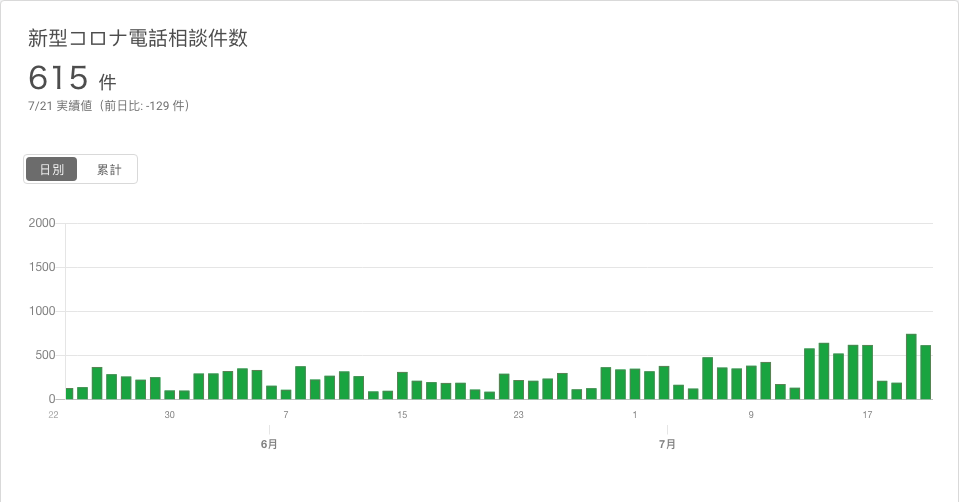 新型コロナ電話相談件数
615 件
7/21 実績値（前日比: -129 件）
日別 累計
2000
1500
1000
500
0
22 30 7 15 23 1 9 17
6月 7月